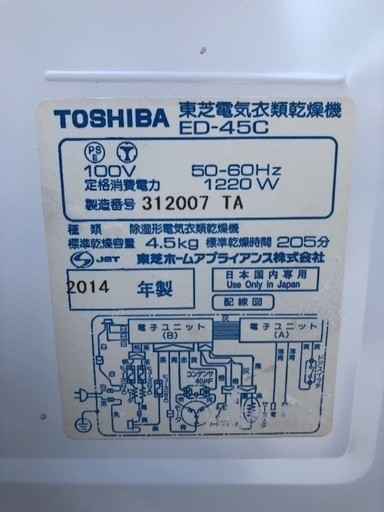 TOSHIBA 東芝電気衣類乾燥機
ED-45C
PS E
100V 50-60Hz
定格消費電力 1220W
製造番号 312007 TA
種類 除湿形電気衣類乾燥機
標準乾燥容量 4.5kg 標準乾燥時間 205分
S JET 東芝ホームアプライアンス株式会社
2014 年製
日本国内専用
Use Only in Japan
配線図
灰
電子ユニット
(B)
電子ユニット
(A)
コンデンサ
40μF